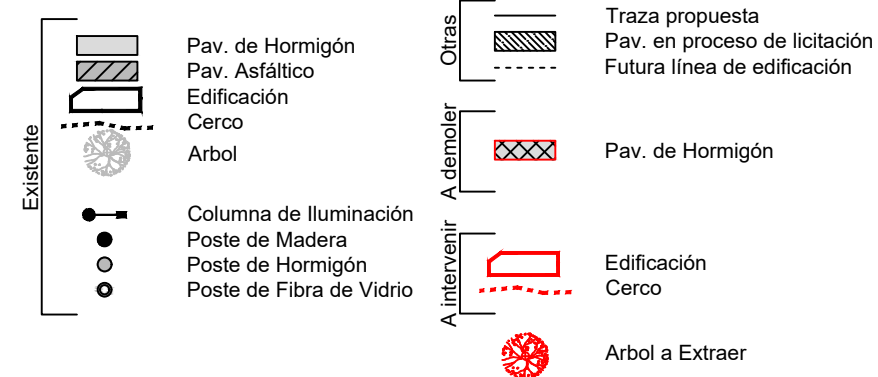 Existente
Pav. de Hormigón
Pav. Asfáltico
Edificación
Cerco
Arbol
Columna de Iluminación
Poste de Madera
Poste de Hormigón
Poste de Fibra de Vidrio
Otras
Traza propuesta
Pav. en proceso de licitación
Futura línea de edificación
A demoler
Pav. de Hormigón
A intervenir
Edificación
Cerco
Arbol a Extraer